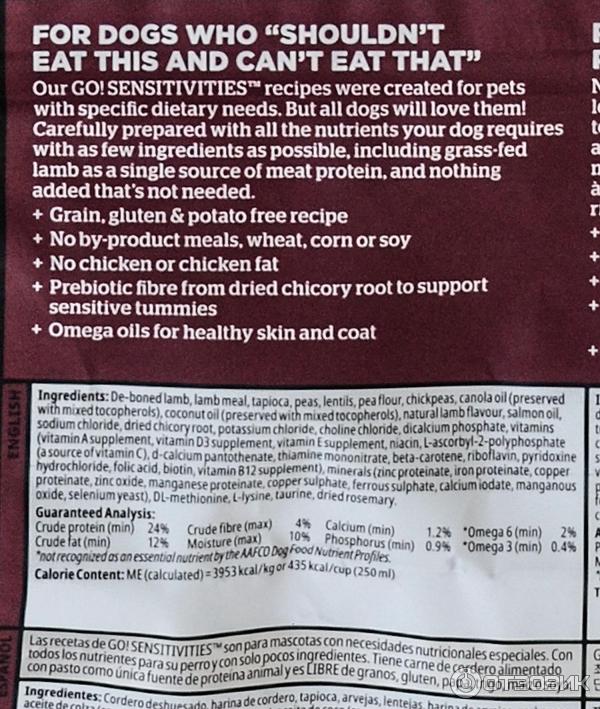 FOR DOGS WHO “SHOULDN’T
EAT THIS AND CAN’T EAT THAT”
Our GO! SENSITIVITIES™ recipes were created for pets
with specific dietary needs. But all dogs will love them!
Carefully prepared with all the nutrients your dog requires
with as few ingredients as possible, including grass-fed
lamb as a single source of meat protein, and nothing
added that’s not needed.
+ Grain, gluten & potato free recipe
+ No by-product meals, wheat, corn or soy
+ No chicken or chicken fat
+ Prebiotic fibre from dried chicory root to support
sensitive tummies
+ Omega oils for healthy skin and coat
ENGLISH
Ingredients: De-boned lamb, lamb meal, tapioca, peas, lentils, pea flour, chickpeas, canola oil (preserved
with mixed tocopherols), coconut oil (preserved with mixed tocopherols), natural lamb flavour, salmon oil,
sodium chloride, dried chicory root, potassium chloride, choline chloride, dicalcium phosphate, vitamins
(vitamin A supplement, vitamin D3 supplement, vitamin E supplement, niacin, L-ascorbyl-2-polyphosphate
(a source of vitamin C), d-calcium pantothenate, thiamine mononitrate, beta-carotene, riboflavin, pyridoxine
hydrochloride, folic acid, biotin, vitamin B12 supplement), minerals (zinc proteinate, iron proteinate, copper
proteinate, zinc oxide, manganese proteinate, copper sulphate, ferrous sulphate, calcium iodate, manganous
oxide, selenium yeast), DL-methionine, L-lysine, taurine, dried rosemary.
Guaranteed Analysis:
Crude protein (min) 24% Crude fibre (max) 4% Calcium (min) 1.2% *Omega 6 (min) 2%
Crude fat (min) 12% Moisture (max) 10% Phosphorus (min) 0.9% *Omega 3 (min) 0.4%
*not recognized as an essential nutrient by the AAFCO Dog Food Nutrient Profiles.
Calorie Content: ME (calculated) = 3953 kcal/kg or 435 kcal/cup (250 ml)
ESPAÑOL
Las recetas de GO! SENSITIVITIES™ son para mascotas con necesidades nutricionales especiales. Con
todos los nutrientes para su perro y con solo pocos ingredientes. Tiene carne de cordero alimentado
con pasto como única fuente de proteína animal y es LIBRE de granos, gluten,
Ingredientes: Cordero deshuesado, harina de cordero, tapioca, arvejas, lentejas,
aceite de
ОТЗОВИК